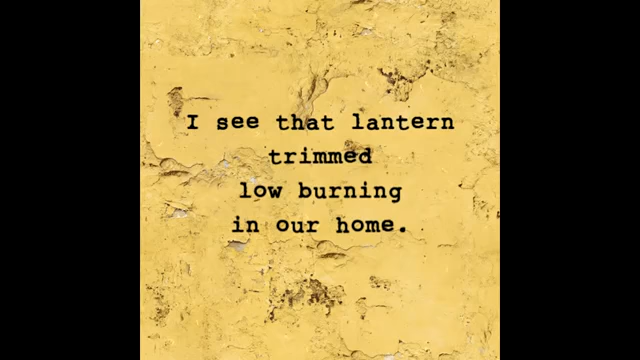 I see that lantern
trimmed
low burning
in our home.